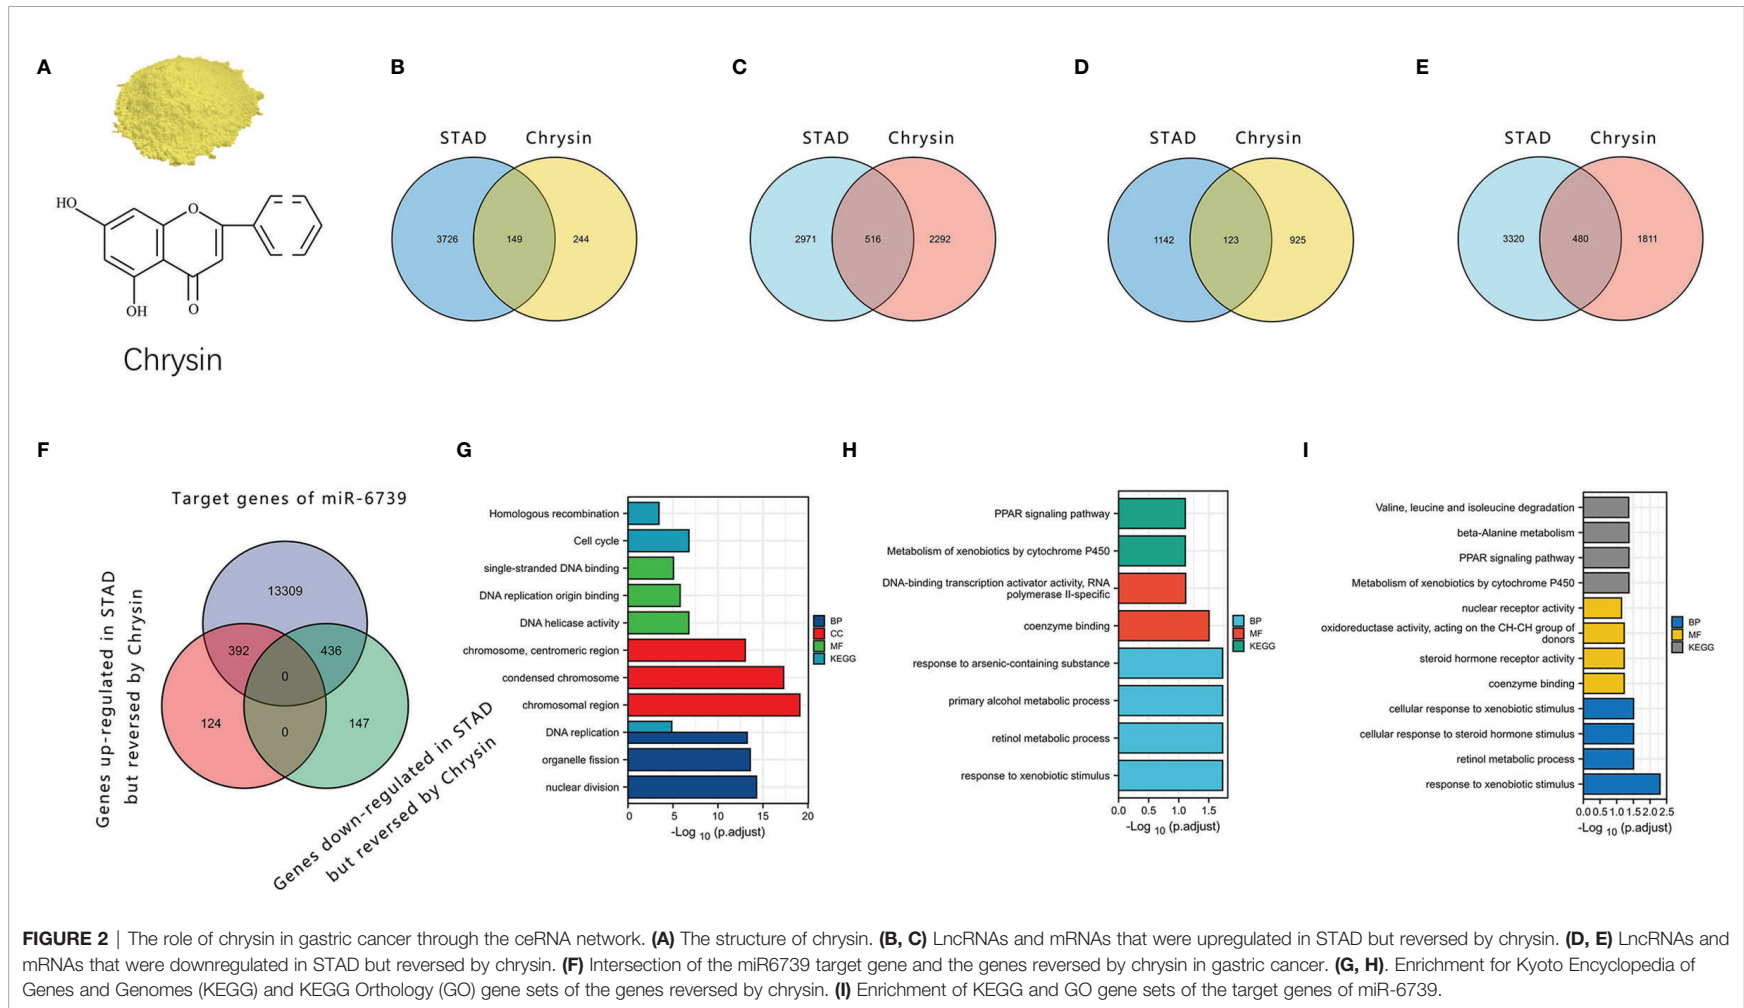 A
HO
O
OH
O
Chrysin
B
STAD
Chrysin
3726
149
244
C
STAD
Chrysin
2971
516
2292
D
STAD
Chrysin
1142
123
925
E
STAD
Chrysin
3320
480
1811
F
Target genes of miR-6739
13309
392
436
0
124
0
147
Genes up-regulated in STAD
but reversed by Chrysin
Genes down-regulated in STAD
but reversed by Chrysin
G
Homologous recombination
Cell cycle
single-stranded DNA binding
DNA replication origin binding
DNA helicase activity
chromosome, centromeric region
condensed chromosome
chromosomal region
DNA replication
organelle fission
nuclear division
0 5 10 15 20
-Log 10 (p.adjust)
BP
CC
MF
KEGG
H
PPAR signaling pathway
Metabolism of xenobiotics by cytochrome P450
DNA-binding transcription activator activity, RNA
polymerase II-specific
coenzyme binding
response to arsenic-containing substance
primary alcohol metabolic process
retinol metabolic process
response to xenobiotic stimulus
0.0 0.5 1.0 1.5
-Log 10 (p.adjust)
BP
MF
KEGG
I
Valine, leucine and isoleucine degradation
beta-Alanine metabolism
PPAR signaling pathway
Metabolism of xenobiotics by cytochrome P450
nuclear receptor activity
oxidoreductase activity, acting on the CH-CH group of
donors
steroid hormone receptor activity
coenzyme binding
cellular response to xenobiotic stimulus
cellular response to steroid hormone stimulus
retinol metabolic process
response to xenobiotic stimulus
0.0 0.5 1.0 1.5 2.0 2.5
-Log 10 (p.adjust)
BP
MF
KEGG
FIGURE 2 | The role of chrysin in gastric cancer through the ceRNA network. (A) The structure of chrysin. (B, C) LncRNAs and mRNAs that were upregulated in STAD but reversed by chrysin. (D, E) LncRNAs and
mRNAs that were downregulated in STAD but reversed by chrysin. (F) Intersection of the miR6739 target gene and the genes reversed by chrysin in gastric cancer. (G, H). Enrichment for Kyoto Encyclopedia of
Genes and Genomes (KEGG) and KEGG Orthology (GO) gene sets of the genes reversed by chrysin. (I) Enrichment of KEGG and GO gene sets of the target genes of miR-6739.